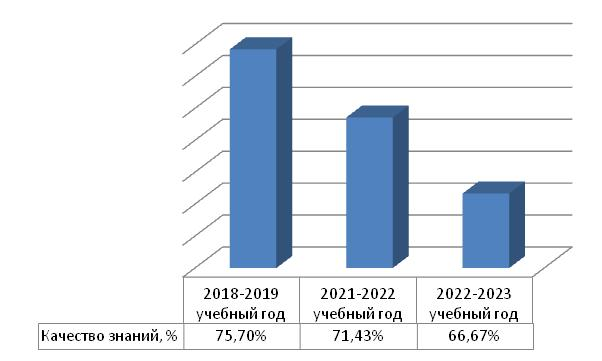 2018-2019 2021-2022 2022-2023
учебный год учебный год учебный год
Качество знаний, % 75,70% 71,43% 66,67%